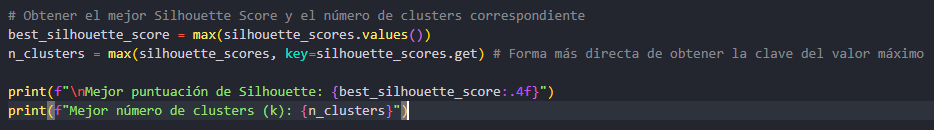 # Obtener el mejor Silhouette Score y el número de clusters correspondiente
best_silhouette_score = max(silhouette_scores.values())
n_clusters = max(silhouette_scores, key=silhouette_scores.get) # Forma más directa de obtener la clave del valor máximo

print(f"\nMejor puntuación de Silhouette: {best_silhouette_score:.4f}")
print(f"Mejor número de clusters (k): {n_clusters}")